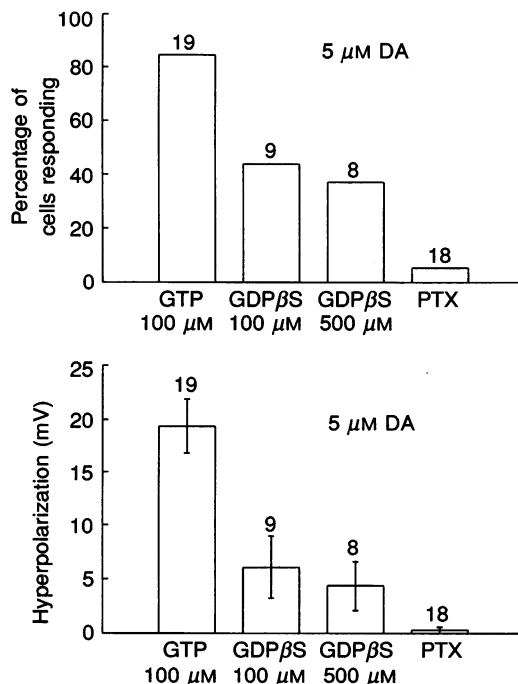 Percentage of
cells responding
100
80
60
40
20
0
5 μM DA
19
9
8
18
GTP
100 μM
GDPβS
100 μM
GDPβS
500 μM
PTX
Hyperpolarization (mV)
25
20
15
10
5
0
5 μM DA
19
9
8
18
GTP
100 μM
GDPβS
100 μM
GDPβS
500 μM
PTX